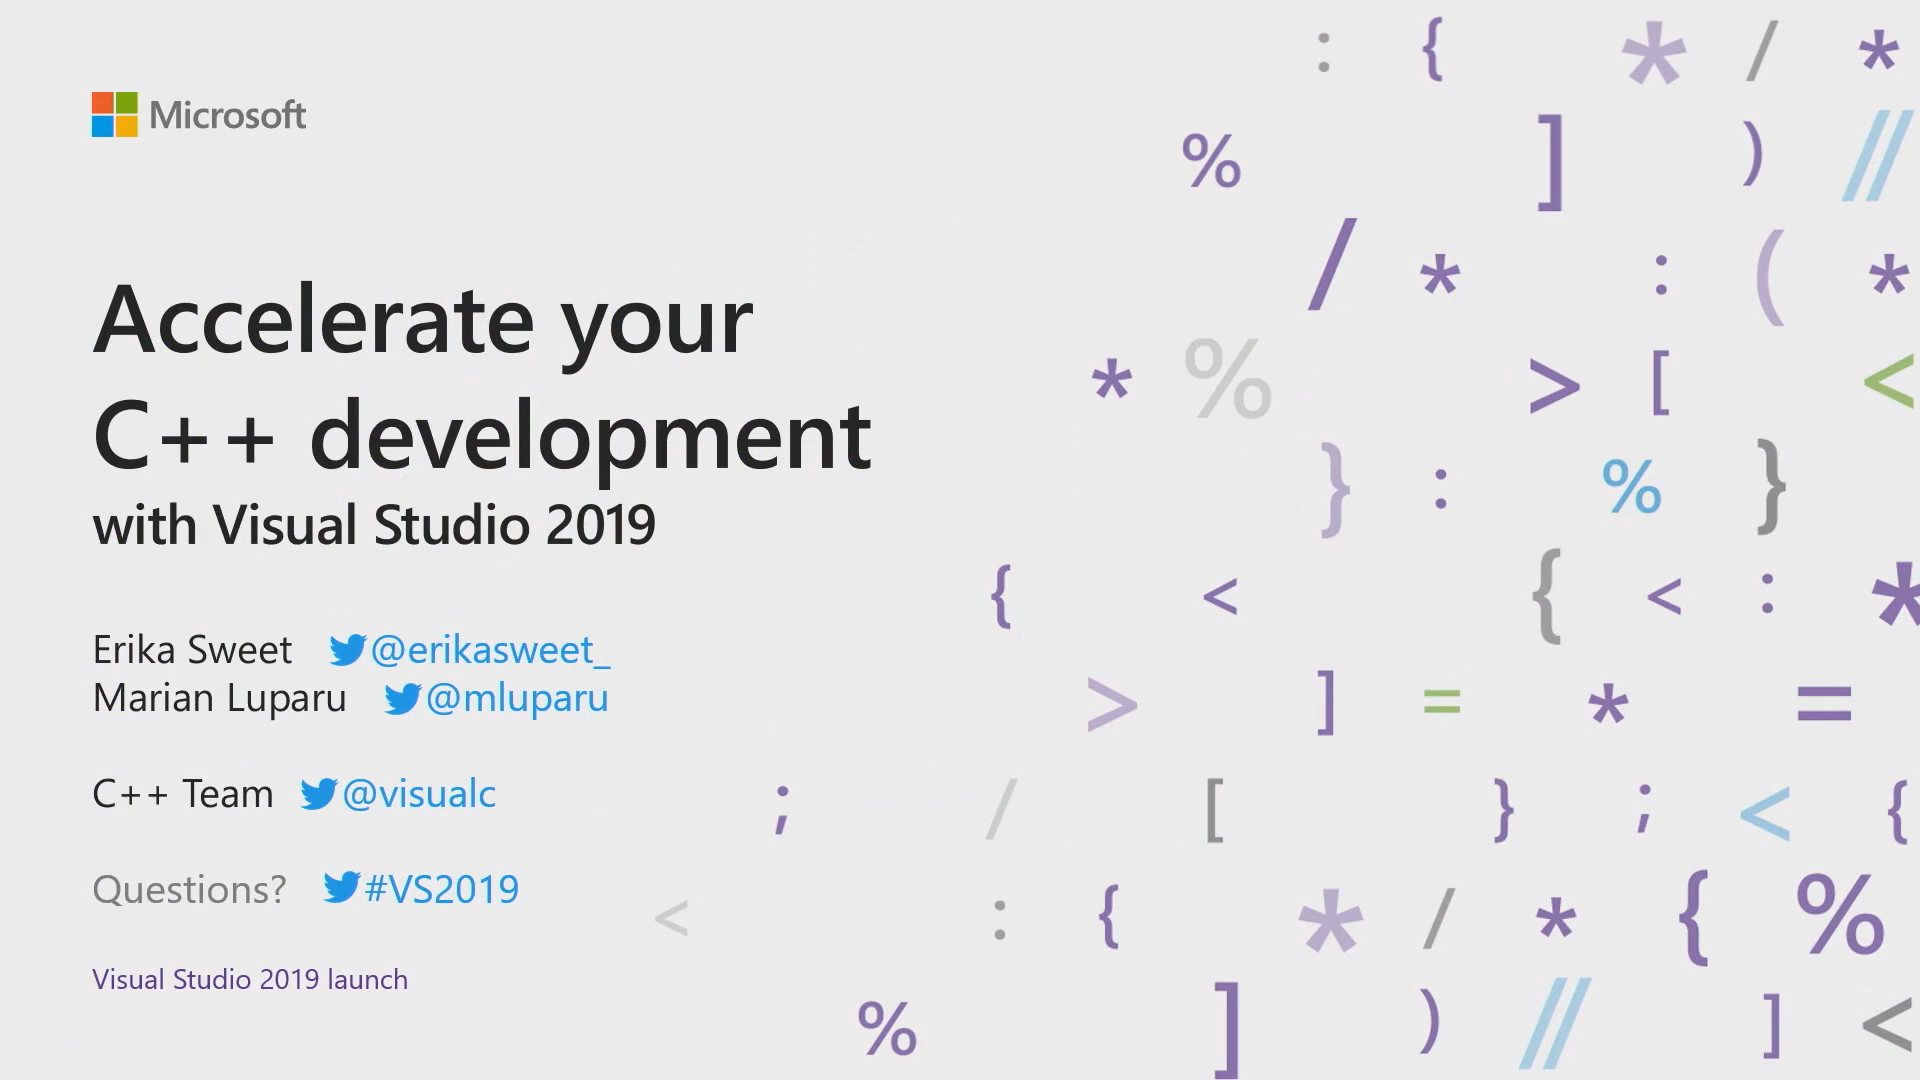 Microsoft
Accelerate your
C++ development
with Visual Studio 2019
Erika Sweet @erikasweet_
Marian Luparu @mluparu
C++ Team @visualc
Questions? #VS2019
Visual Studio 2019 launch
: { * / *
% ] ) //
/ * : ( *
* % > [ <
} : % }
{ < { < : *
> ] = * =
; / [ } ; < {
< : { * / * { %
% ] ) // ] <